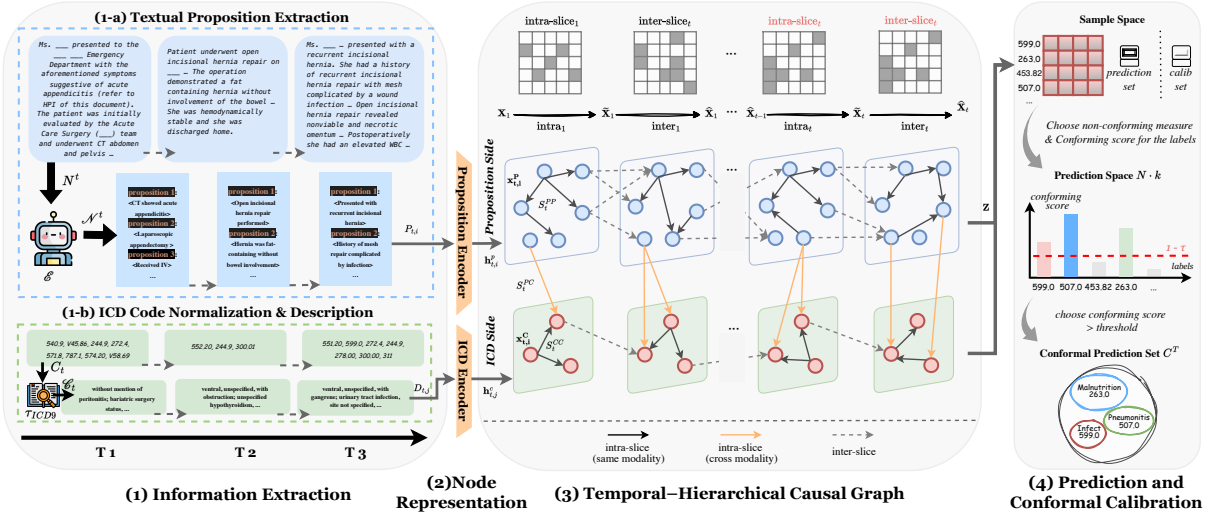 (1-a) Textual Proposition Extraction
Ms. ___ presented to the
___ ___ Emergency
Department with the
aforementioned symptoms
suggestive of acute
appendicitis (refer to
HPI of this document).
The patient was initially
evaluated by the Acute
Care Surgery (___) team
and underwent CT abdomen
and pelvis …
Patient underwent open
incisional hernia repair on
___ … The operation
demonstrated a fat
containing hernia without
involvement of the bowel …
She was hemodynamically
stable and she was
discharged home.
Ms. ___ … presented with a
recurrent incisional
hernia. She had a history
of recurrent incisional
hernia repair with mesh
complicated by a wound
infection … Open incisional
hernia repair revealed
nonviable and necrotic
omentum … Postoperatively
she had an elevated WBC …
N^t
𝒩^t
ℰ
proposition 1:
<CT showed acute
appendicitis>
proposition 2:
<Laparoscopic
appendectomy >
proposition 3:
<Received IV>
…
proposition 1:
<Open incisional
hernia repair
performed>
proposition 2:
<Hernia was fat-
containing without
bowel involvement>
…
proposition 1:
<Presented with
recurrent incisional
hernia>
proposition 2:
<History of mesh
repair complicated
by infection>
…
P_{t,i}
(1-b) ICD Code Normalization & Description
540.9, V45.86, 244.9, 272.4,
571.8, 787.1, 574.20, V58.69
552.20, 244.9, 300.01
551.20, 599.0, 272.4, 244.9,
278.00, 300.00, 311
C_t
𝒞_t
𝒯_{ICD9}
without mention of
peritonitis; bariatric surgery
status, …
ventral, unspecified, with
obstruction; unspecified
hypothyroidism, …
ventral, unspecified, with
gangrene; urinary tract infection,
site not specified, …
D_{t,j}
T 1
T 2
T 3
(1) Information Extraction
Proposition Encoder
ICD Encoder
(2)Node
Representation
intra-slice_1
inter-slice_t
…
intra-slice_t
inter-slice_t
X_1
X̃_1
X̂_1
…
X̂_{t-1}
X̃_t
X̂_t
intra_1
inter_1
intra_t
inter_t
Proposition Side
x^P_{t,i}
S_t^{PP}
h^p_{t,i}
S_t^{PC}
…
ICD Side
x^C_{t,i}
S_t^{CC}
h^c_{t,j}
…
intra-slice
(same modality)
intra-slice
(cross modality)
inter-slice
(3) Temporal–Hierarchical Causal Graph
z
Sample Space
599.0
263.0
453.82
507.0
…
prediction
set
calib
set
Choose non-conforming measure
& Conforming score for the labels
Prediction Space N · k
conforming
score
1 − τ
labels
599.0
507.0
453.82
263.0
…
choose conforming score
> threshold
Conformal Prediction Set C^T
Malnutrition
263.0
Pneumonitis
507.0
Infect
599.0
(4) Prediction and
Conformal Calibration